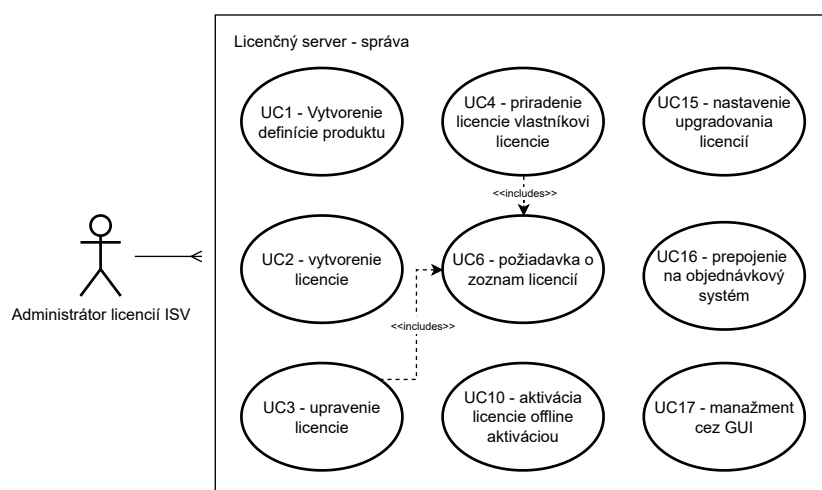 Licenčný server - správa
UC1 - Vytvorenie
definície produktu
UC4 - priradenie
licencie vlastníkovi
licencie
UC15 - nastavenie
upgradovania
licencií
<<includes>>
UC2 - vytvorenie
licencie
UC6 - požiadavka o
zoznam licencií
UC16 - prepojenie
na objednávkový
systém
Administrátor licencií ISV
<<includes>>
UC3 - upravenie
licencie
UC10 - aktivácia
licencie offline
aktiváciou
UC17 - manažment
cez GUI